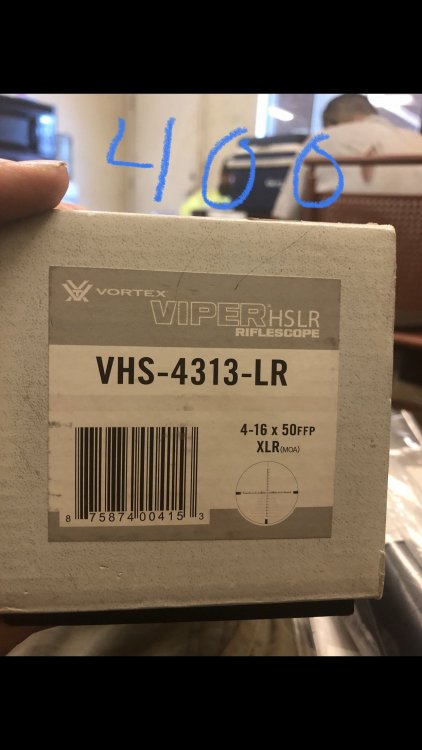 400
VORTEX
VIPER HSLR
RIFLESCOPE
VHS-4313-LR
4-16 x 50FFP
XLR(MOA)
8 75874 00415 3